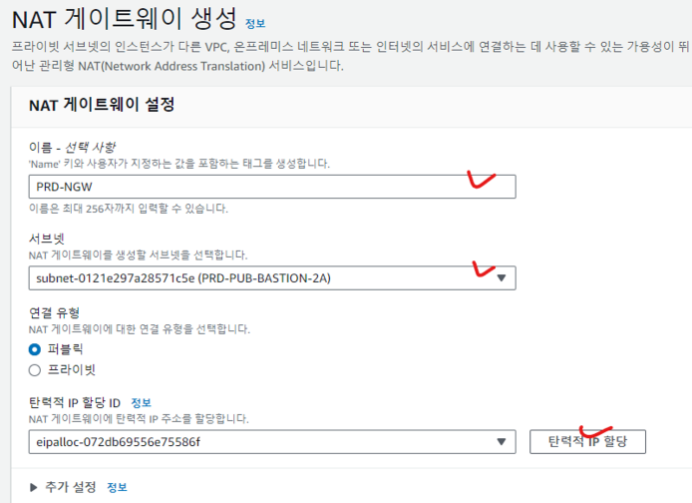 NAT 게이트웨이 생성 정보
프라이빗 서브넷의 인스턴스가 다른 VPC, 온프레미스 네트워크 또는 인터넷의 서비스에 연결하는 데 사용할 수 있는 가용성이 뛰
어난 관리형 NAT(Network Address Translation) 서비스입니다.
NAT 게이트웨이 설정
이름 - 선택 사항
'Name' 키와 사용자가 지정하는 값을 포함하는 태그를 생성합니다.
PRD-NGW
이름은 최대 256자까지 입력할 수 있습니다.
서브넷
NAT 게이트웨이를 생성할 서브넷을 선택합니다.
subnet-0121e297a28571c5e (PRD-PUB-BASTION-2A)
연결 유형
NAT 게이트웨이에 대한 연결 유형을 선택합니다.
퍼블릭
프라이빗
탄력적 IP 할당 ID 정보
NAT 게이트웨이에 탄력적 IP 주소를 할당합니다.
eipalloc-072db69556e75586f 탄력적 IP 할당
추가 설정 정보